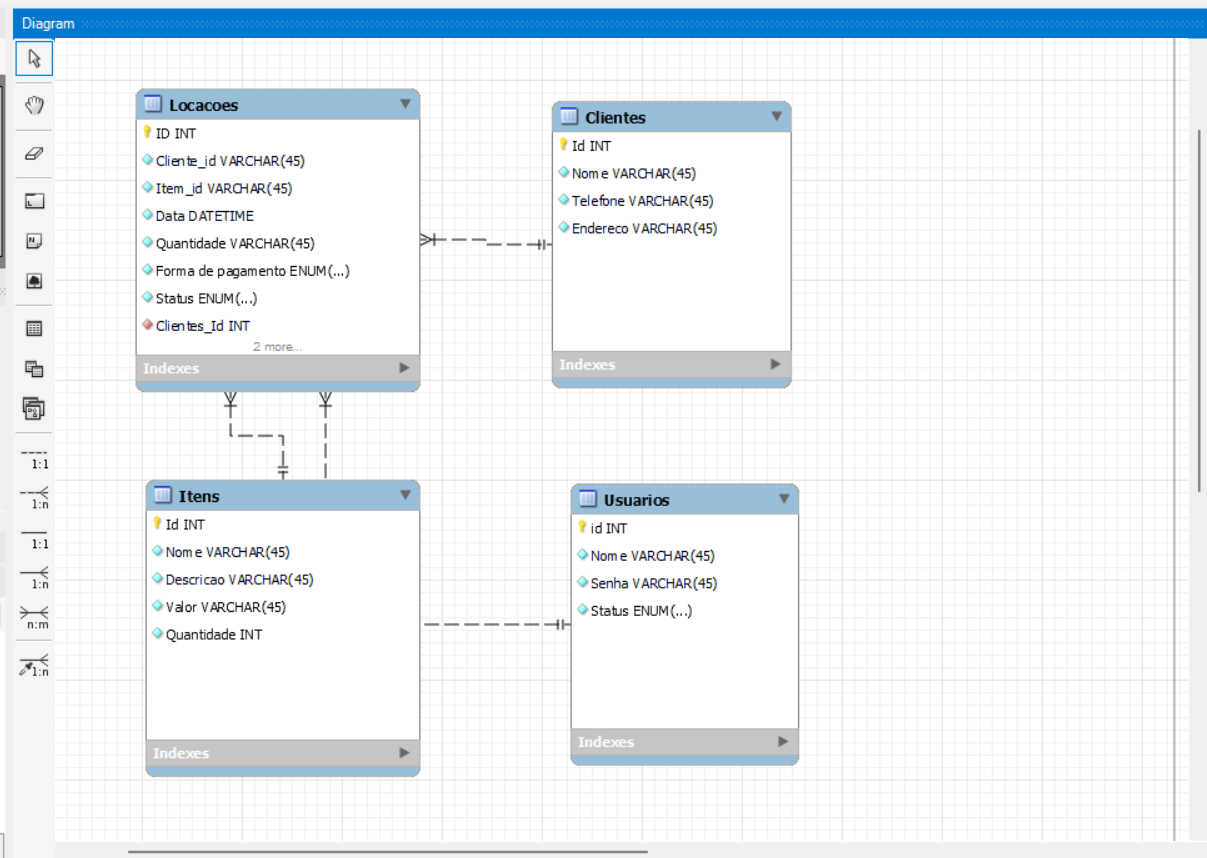 Diagram
Locacoes
ID INT
Cliente_id VARCHAR(45)
Item_id VARCHAR(45)
Data DATETIME
Quantidade VARCHAR(45)
Forma de pagamento ENUM(...)
Status ENUM(...)
Clientes_Id INT
2 more...
Indexes
Clientes
Id INT
Nome VARCHAR(45)
Telefone VARCHAR(45)
Endereco VARCHAR(45)
Indexes
Itens
Id INT
Nome VARCHAR(45)
Descricao VARCHAR(45)
Valor VARCHAR(45)
Quantidade INT
Indexes
Usuarios
id INT
Nome VARCHAR(45)
Senha VARCHAR(45)
Status ENUM(...)
Indexes
1:1
1:n
1:1
1:n
n:m
1:n